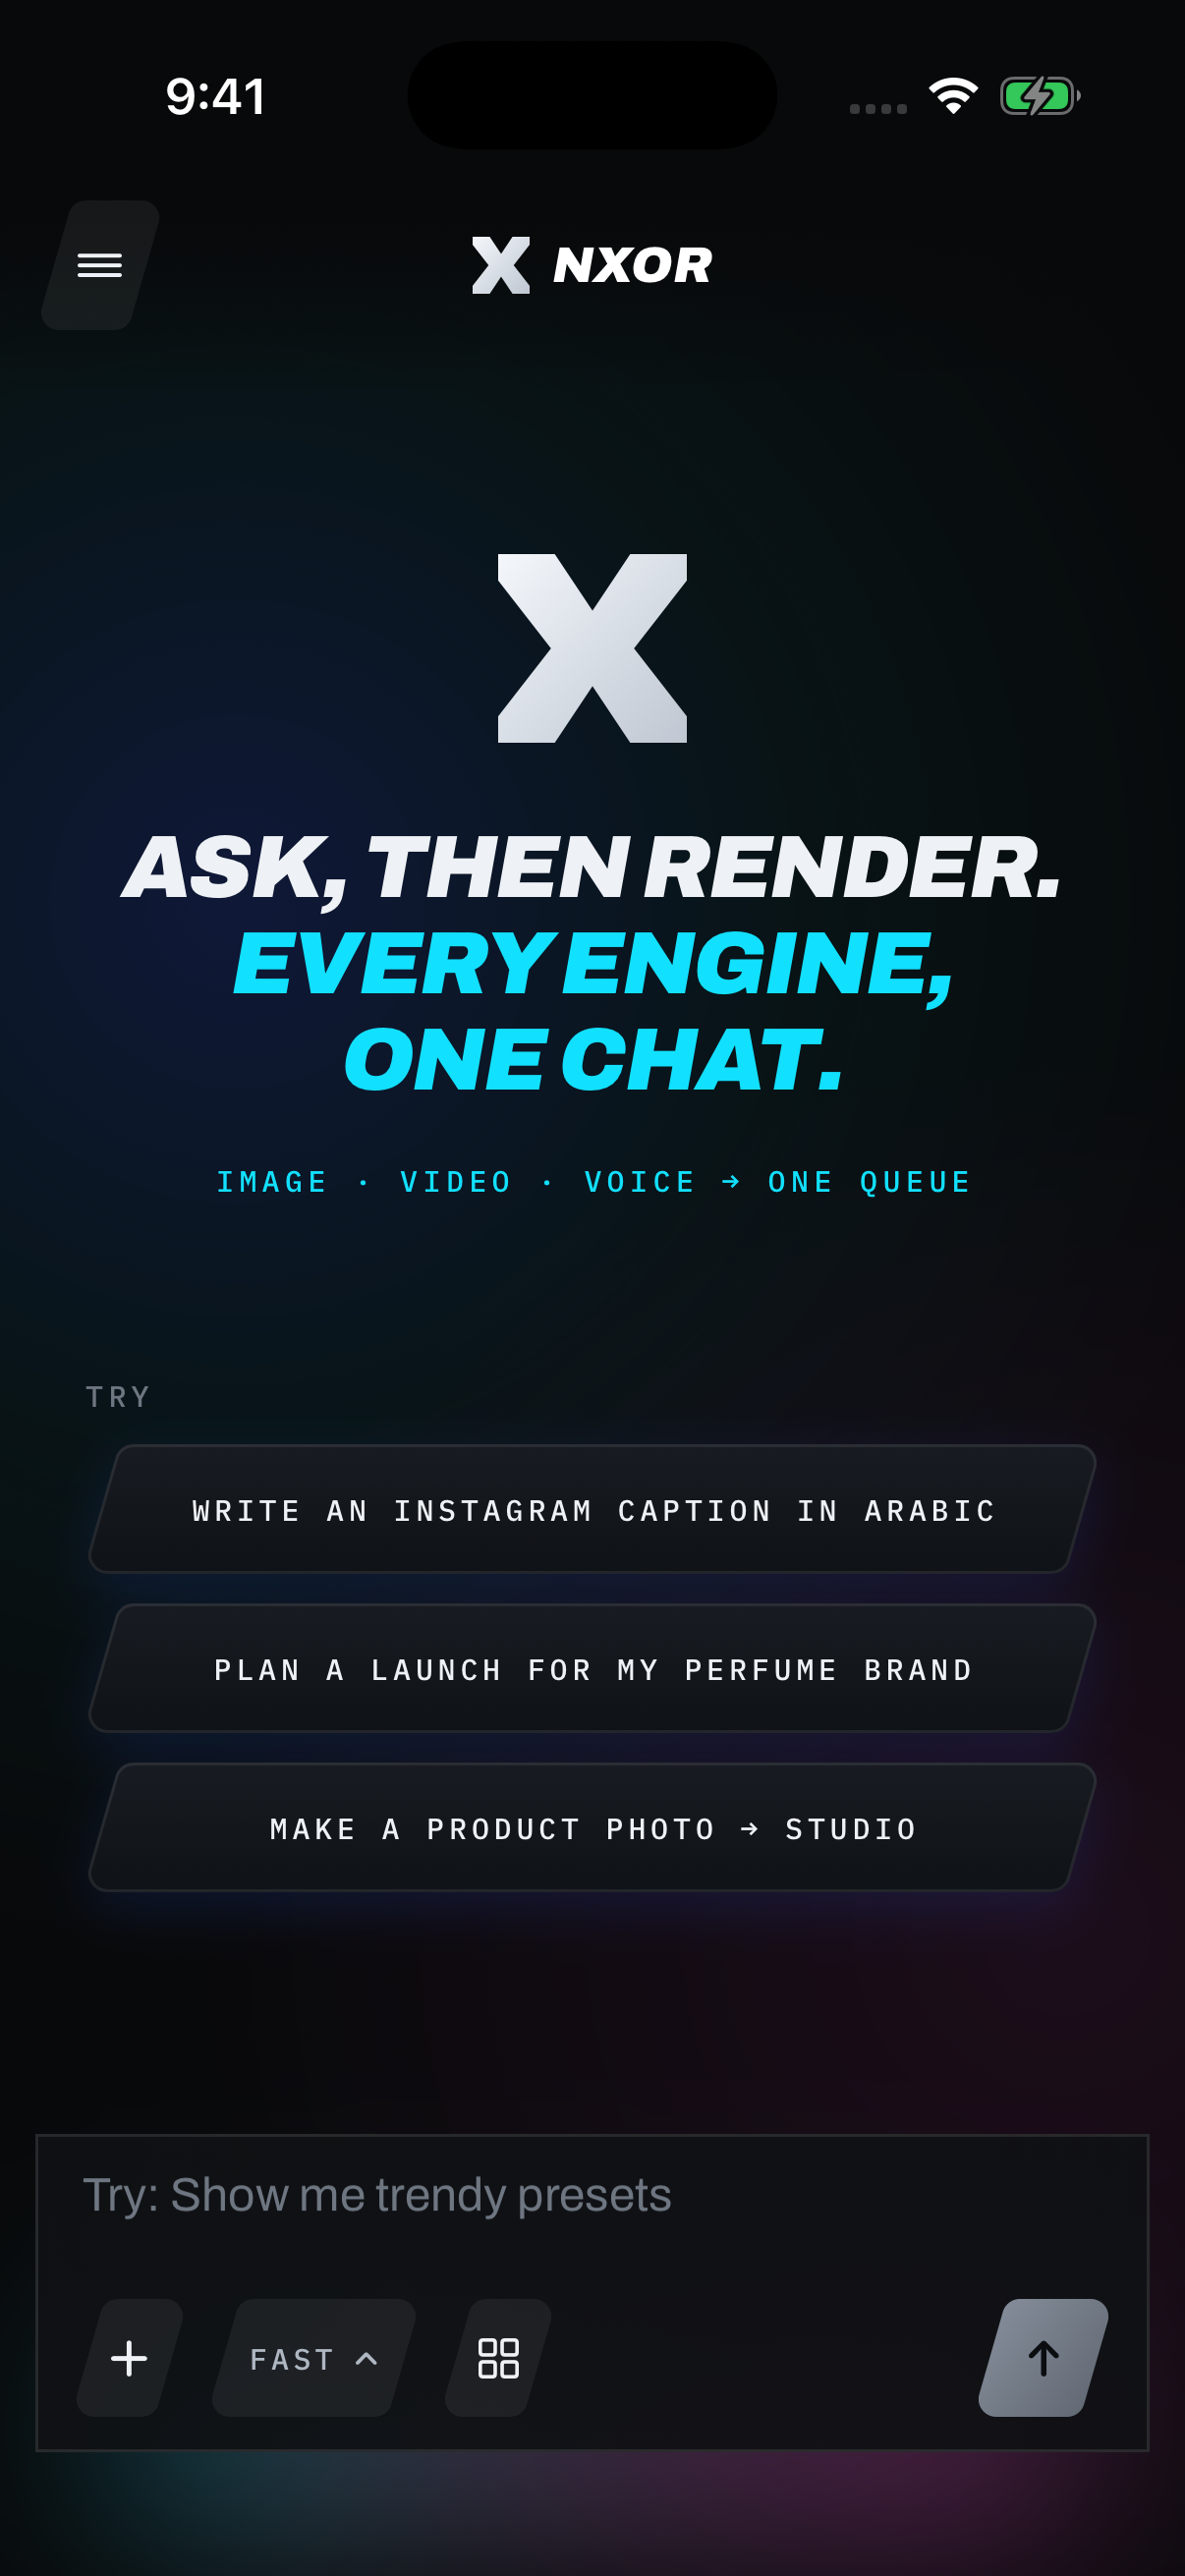 9:41
NXOR
ASK, THEN RENDER.
EVERY ENGINE,
ONE CHAT.
IMAGE · VIDEO · VOICE → ONE QUEUE
TRY
WRITE AN INSTAGRAM CAPTION IN ARABIC
PLAN A LAUNCH FOR MY PERFUME BRAND
MAKE A PRODUCT PHOTO → STUDIO
Try: Show me trendy presets
FAST